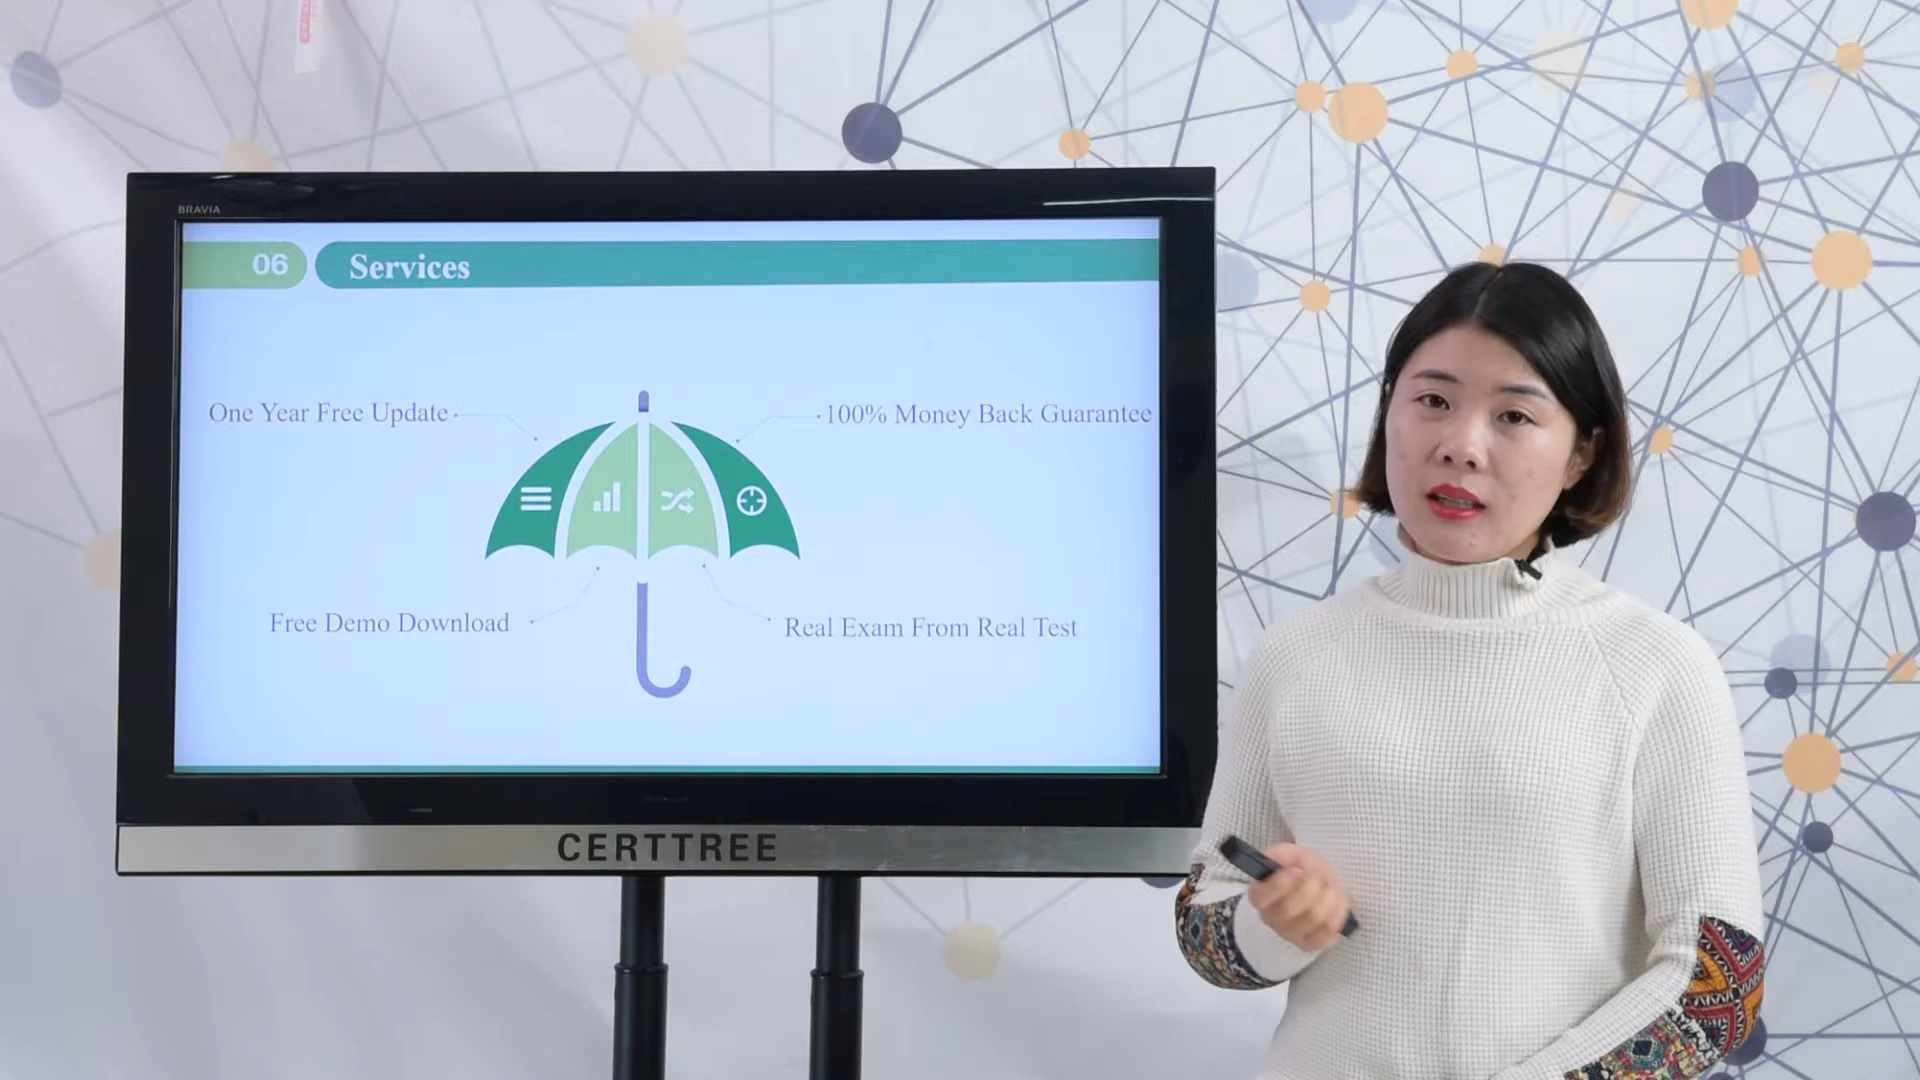 BRAVIA
06 Services
One Year Free Update
100% Money Back Guarantee
Free Demo Download
Real Exam From Real Test
CERTTREE